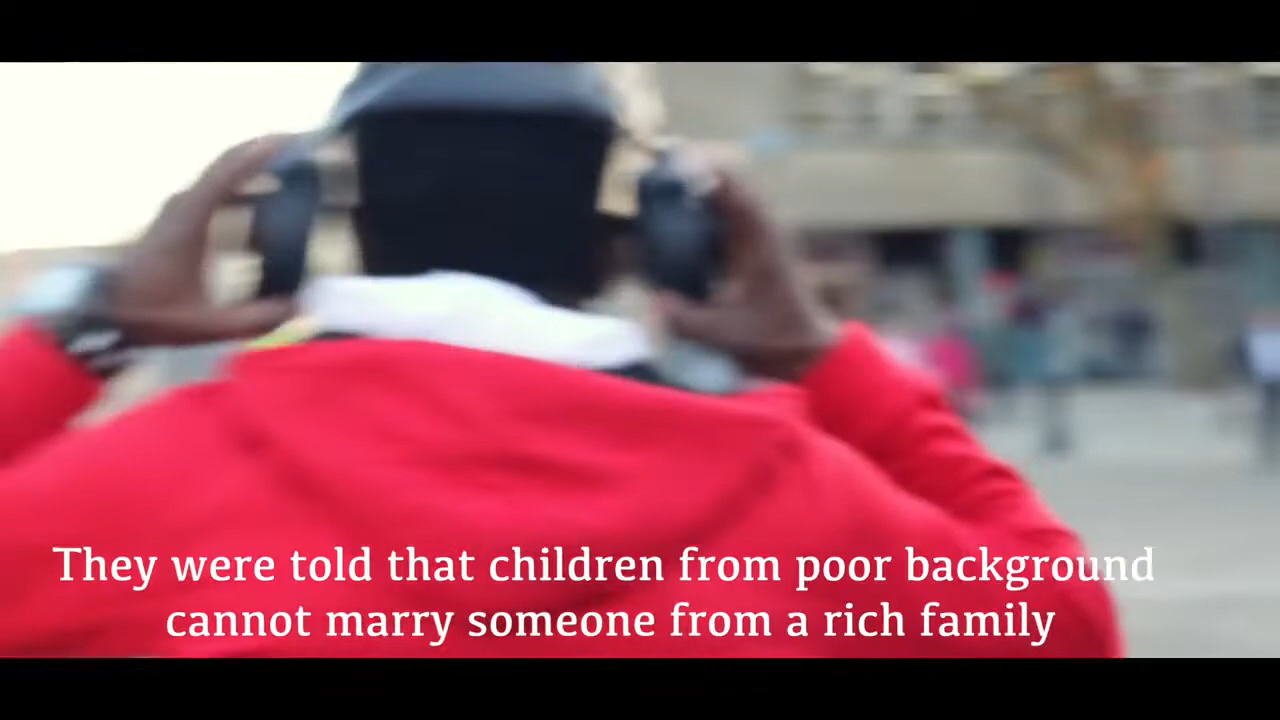 They were told that children from poor background
cannot marry someone from a rich family